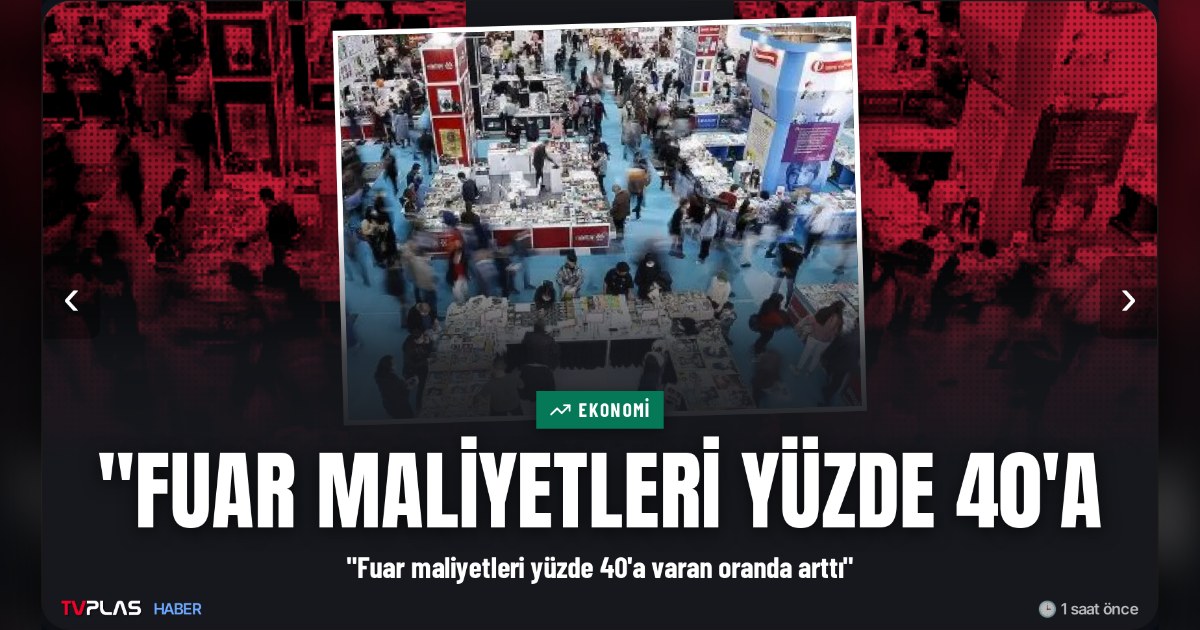 EKONOMİ
"FUAR MALİYETLERİ YÜZDE 40'A
"Fuar maliyetleri yüzde 40'a varan oranda arttı"
TVPLAS HABER
1 saat önce